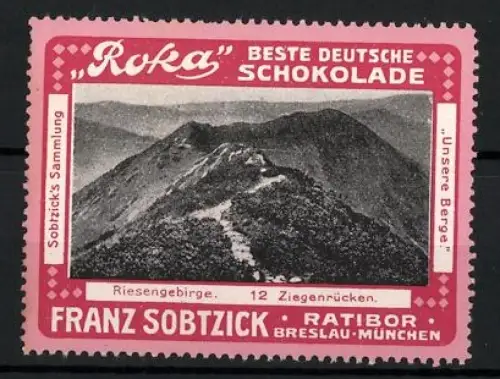 „Roka”
BESTE DEUTSCHE
SCHOKOLADE
Sobtzick's Sammlung
„Unsere Berge.”
Riesengebirge. 12 Ziegenrücken.
FRANZ SOBTZICK · RATIBOR ·
BRESLAU-MÜNCHEN